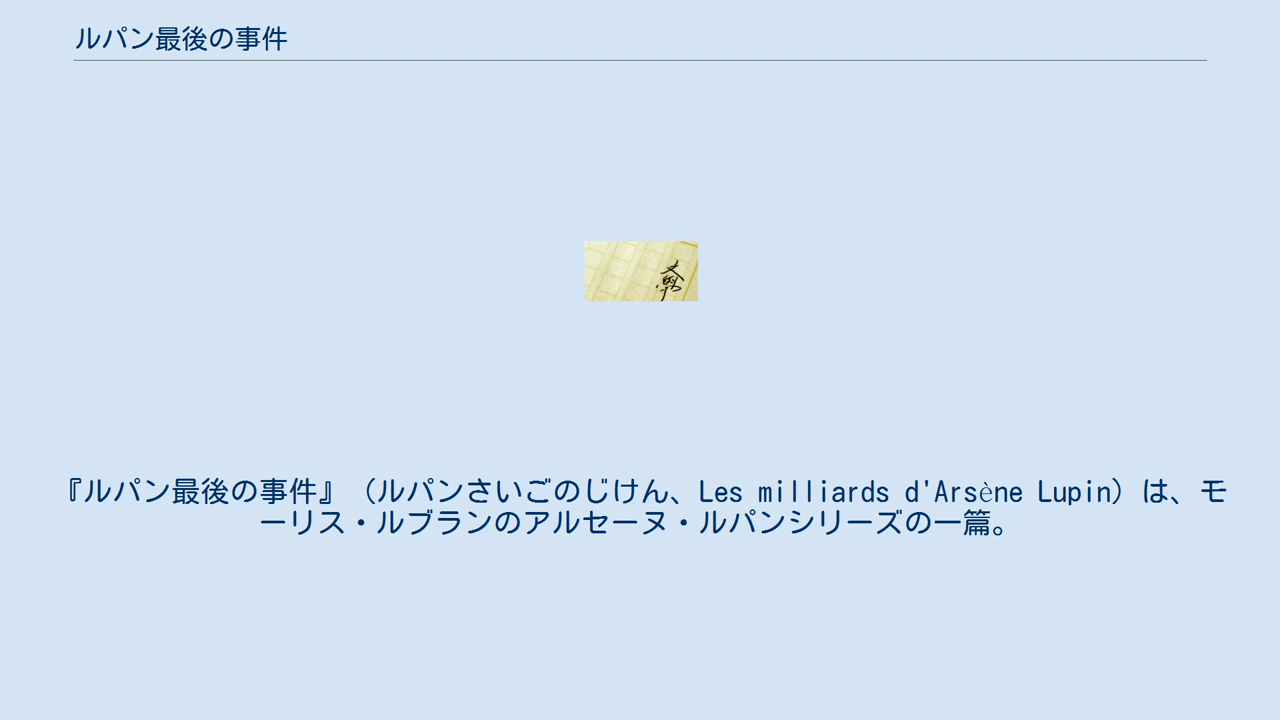 ルパン最後の事件
『ルパン最後の事件』（ルパンさいごのじけん、Les milliards d'Arsène Lupin）は、モ
ーリス・ルブランのアルセーヌ・ルパンシリーズの一篇。